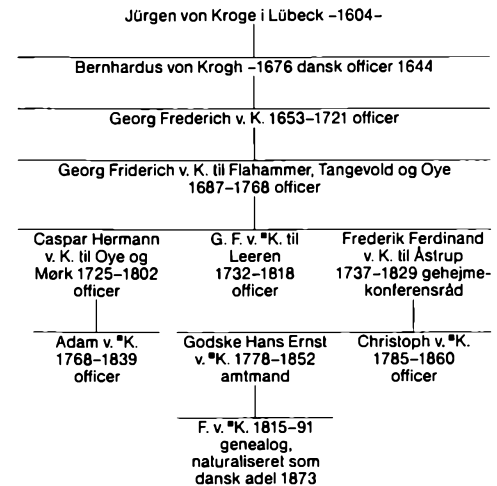 Jürgen von Kroge i Lübeck –1604–
Bernhardus von Krogh –1676 dansk officer 1644
Georg Frederich v. K. 1653–1721 officer
Georg Friderich v. K. til Flahammer, Tangevold og Oye
1687–1768 officer
Caspar Hermann
v. K. til Oye og
Mørk 1725–1802
officer
G. F. v. *K. til
Leeren
1732–1818
officer
Frederik Ferdinand
v. K. til Åstrup
1737–1829 gehejme-
konferensråd
Adam v. *K.
1768–1839
officer
Godske Hans Ernst
v. *K. 1778–1852
amtmand
Christoph v. *K.
1785–1860
officer
F. v. *K. 1815–91
genealog,
naturaliseret som
dansk adel 1873